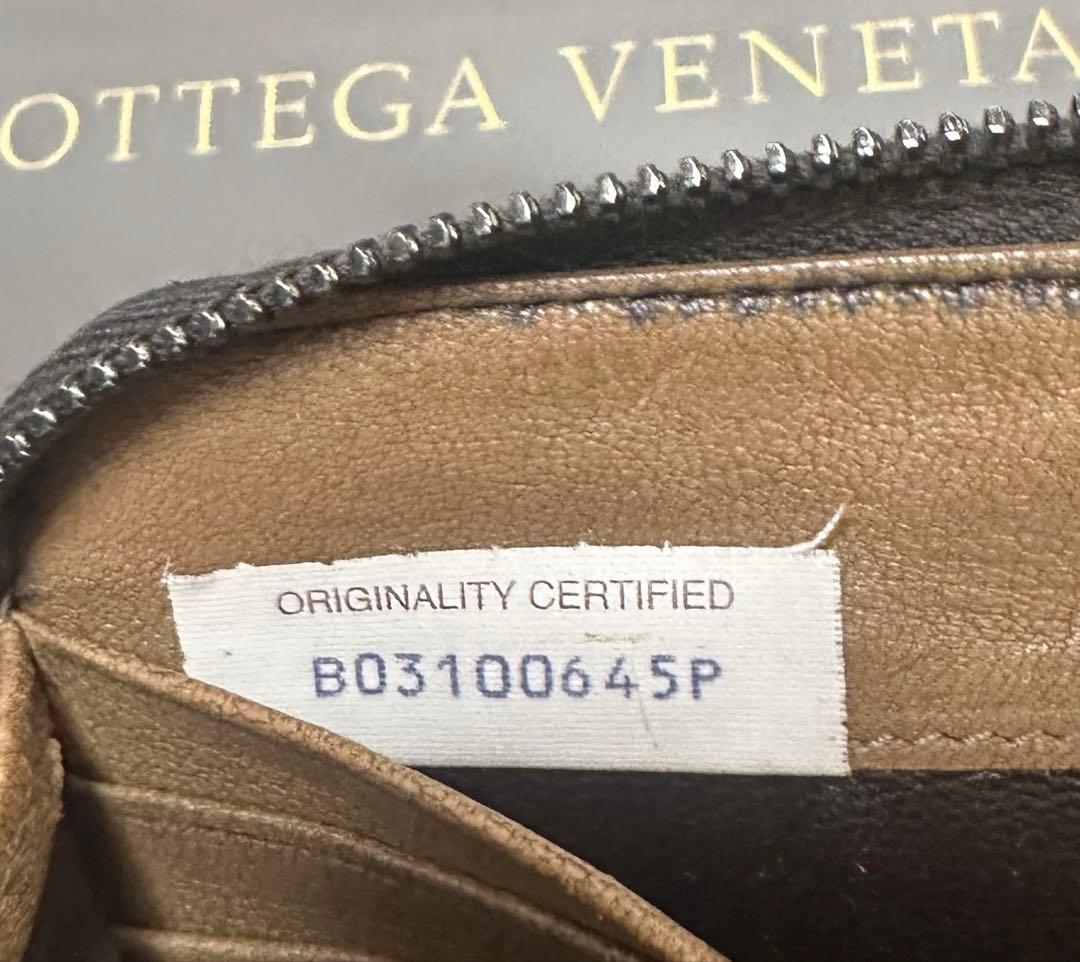 OTTEGA VENETA
ORIGINALITY CERTIFIED
B03100645P